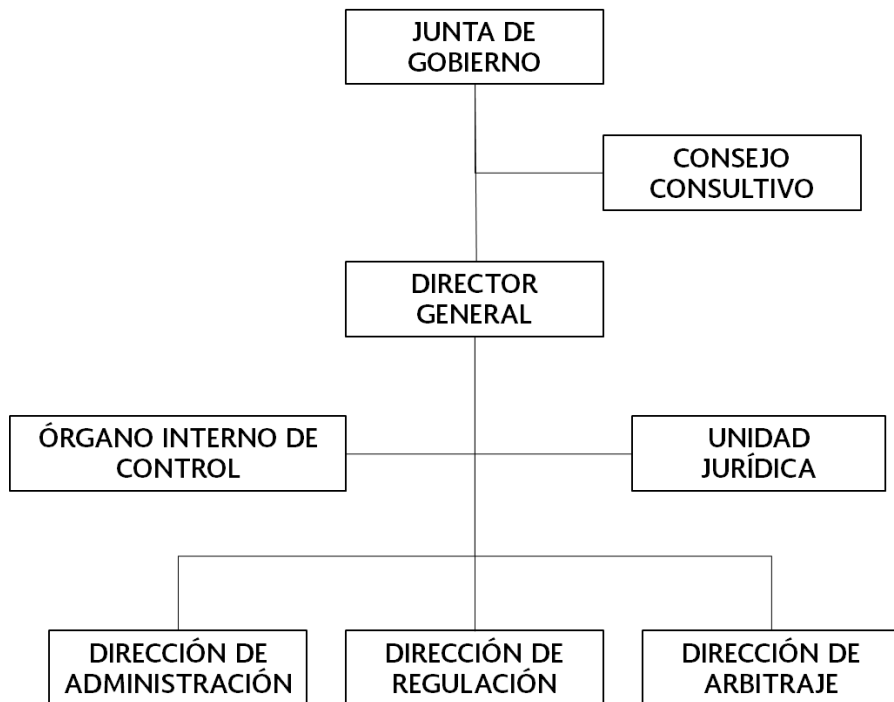 JUNTA DE
GOBIERNO
CONSEJO
CONSULTIVO
DIRECTOR
GENERAL
ÓRGANO INTERNO DE
CONTROL
UNIDAD
JURÍDICA
DIRECCIÓN DE
ADMINISTRACIÓN
DIRECCIÓN DE
REGULACIÓN
DIRECCIÓN DE
ARBITRAJE